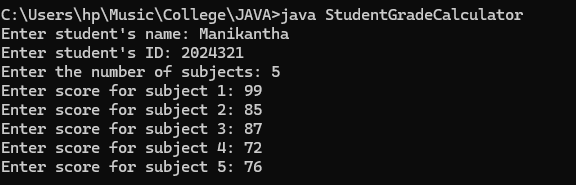 C:\Users\hp\Music\College\JAVA>java StudentGradeCalculator
Enter student's name: Manikantha
Enter student's ID: 2024321
Enter the number of subjects: 5
Enter score for subject 1: 99
Enter score for subject 2: 85
Enter score for subject 3: 87
Enter score for subject 4: 72
Enter score for subject 5: 76